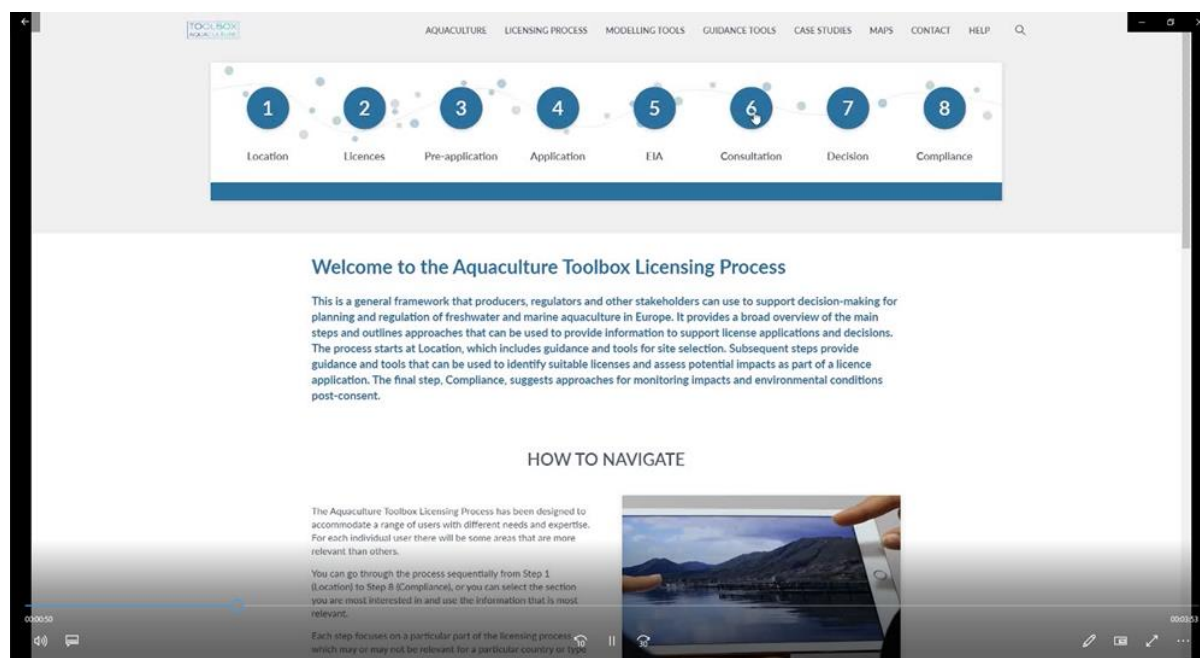 TOOLBOX
AQUACULTURE
AQUACULTURE LICENSING PROCESS MODELLING TOOLS GUIDANCE TOOLS CASE STUDIES MAPS CONTACT HELP
1 2 3 4 5 6 7 8
Location Licences Pre-application Application EIA Consultation Decision Compliance
Welcome to the Aquaculture Toolbox Licensing Process
This is a general framework that producers, regulators and other stakeholders can use to support decision-making for
planning and regulation of freshwater and marine aquaculture in Europe. It provides a broad overview of the main
steps and outlines approaches that can be used to provide information to support license applications and decisions.
The process starts at Location, which includes guidance and tools for site selection. Subsequent steps provide
guidance and tools that can be used to identify suitable licenses and assess potential impacts as part of a licence
application. The final step, Compliance, suggests approaches for monitoring impacts and environmental conditions
post-consent.
HOW TO NAVIGATE
The Aquaculture Toolbox Licensing Process has been designed to
accommodate a range of users with different needs and expertise.
For each individual user there will be some areas that are more
relevant than others.
You can go through the process sequentially from Step 1
(Location) to Step 8 (Compliance), or you can select the section
you are most interested in and use the information that is most
relevant.
0:00:50 0:03:53
Each step focuses on a particular part of the licensing process
10 30
which may or may not be relevant for a particular country or type